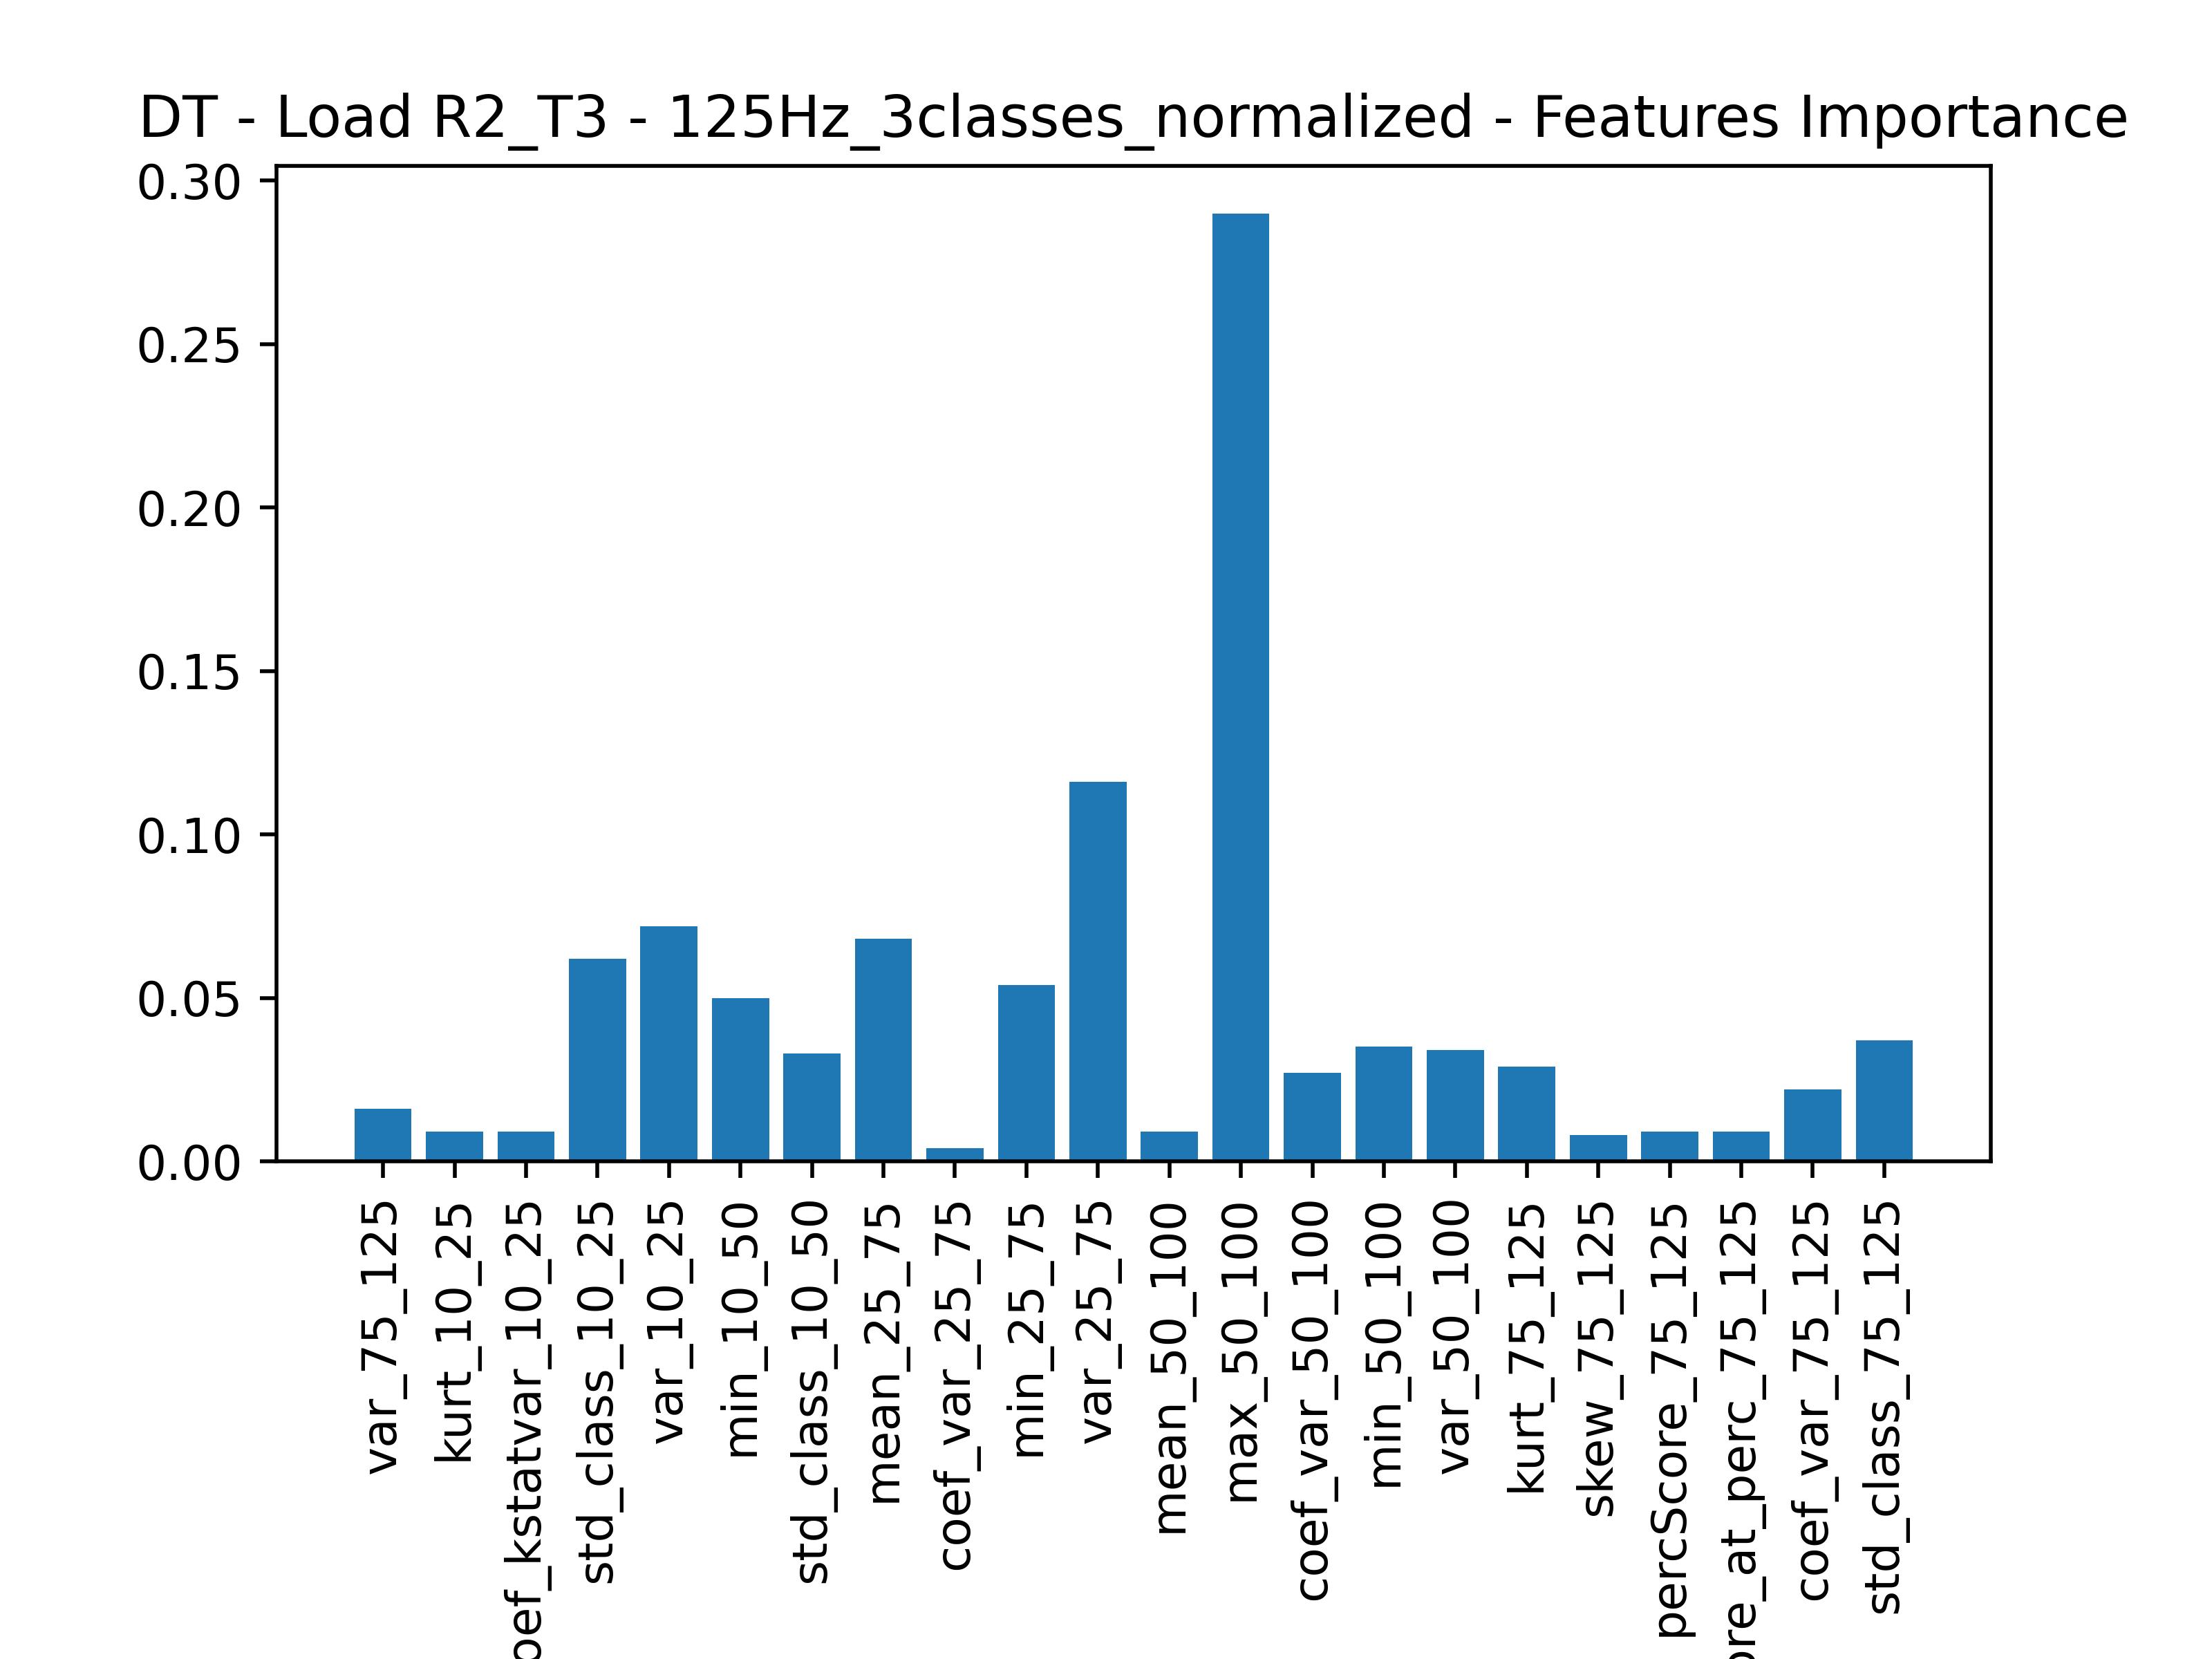 DT - Load R2_T3 - 125Hz_3classes_normalized - Features Importance
0.30
0.25
0.20
0.15
0.10
0.05
0.00
var_75_125
kurt_10_25
oef_kstatvar_10_25
std_class_10_25
var_10_25
min_10_50
std_class_10_50
mean_25_75
coef_var_25_75
min_25_75
var_25_75
mean_50_100
max_50_100
coef_var_50_100
min_50_100
var_50_100
kurt_75_125
skew_75_125
percScore_75_125
ore_at_perc_75_125
coef_var_75_125
std_class_75_125